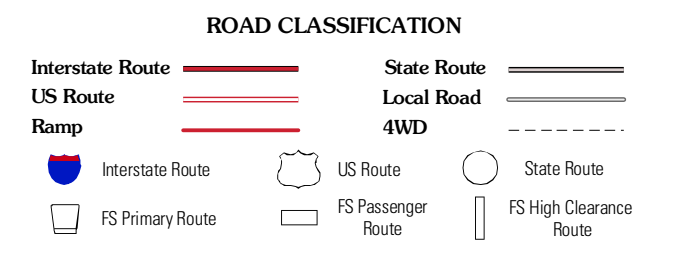 ROAD CLASSIFICATION
Interstate Route
State Route
US Route
Local Road
Ramp
4WD
Interstate Route
US Route
State Route
FS Primary Route
FS Passenger
Route
FS High Clearance
Route